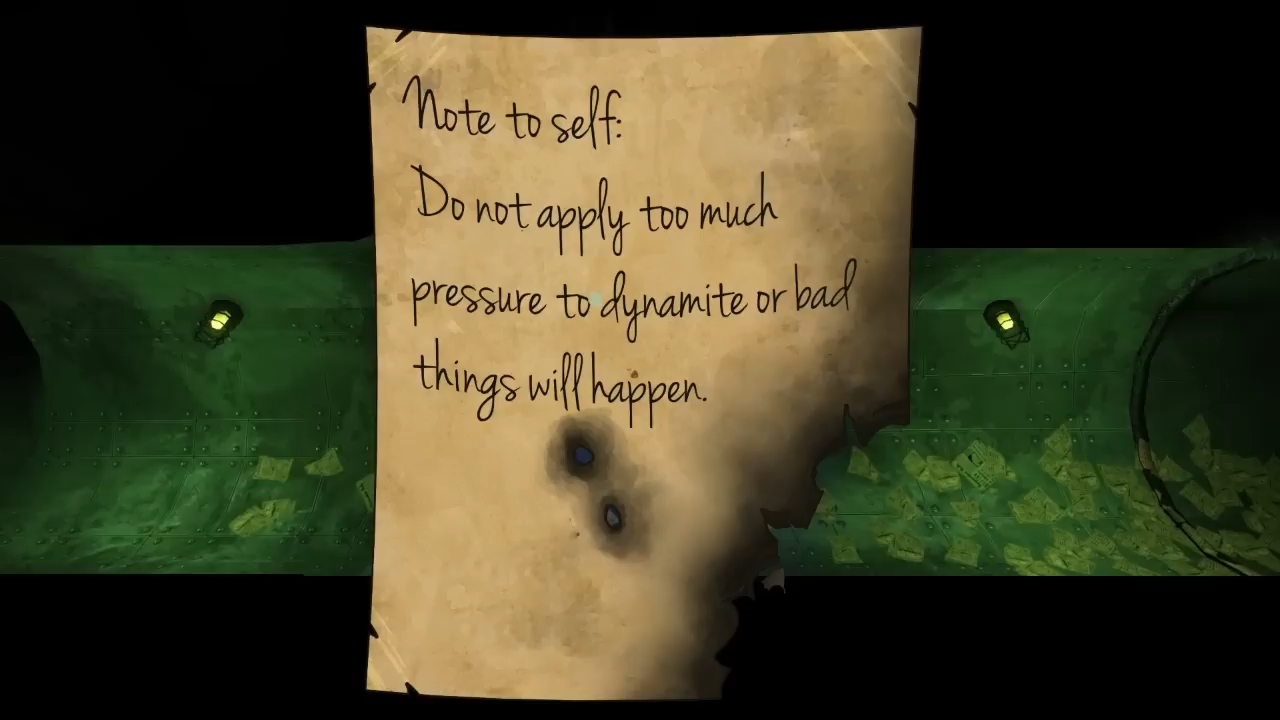 Note to self:
Do not apply too much
pressure to dynamite or bad
things will happen.